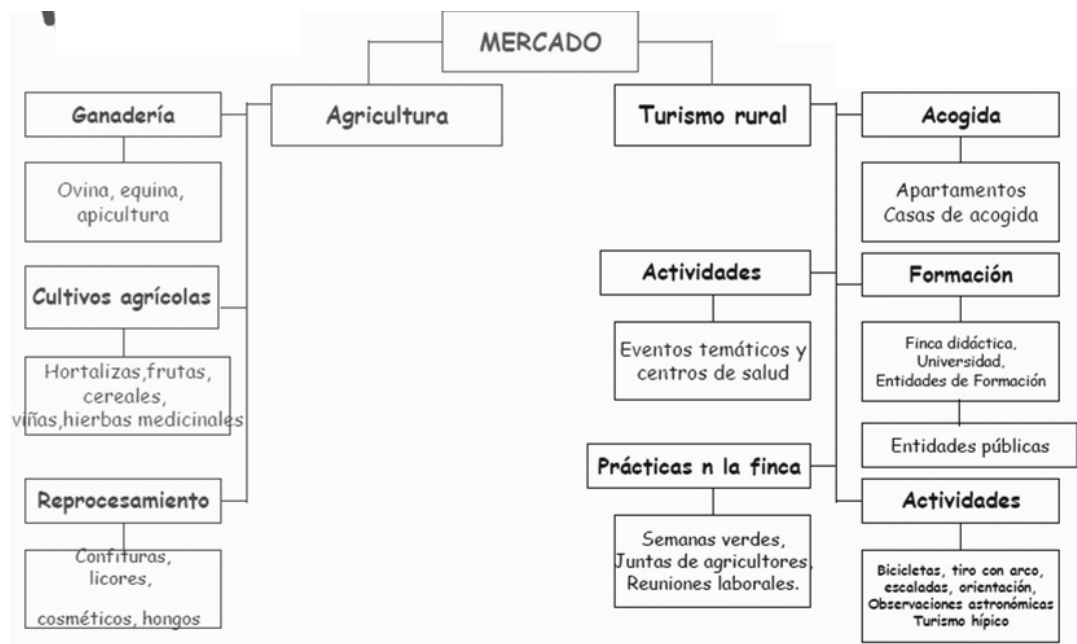 MERCADO
Agricultura
Ganadería
Ovina, equina,
apicultura
Cultivos agrícolas
Hortalizas,frutas,
cereales,
viñas,hierbas medicinales
Reprocesamiento
Confituras,
licores,
cosméticos, hongos
Turismo rural
Actividades
Eventos temáticos y
centros de salud
Prácticas n la finca
Semanas verdes,
Juntas de agricultores,
Reuniones laborales.
Acogida
Apartamentos
Casas de acogida
Formación
Finca didáctica,
Universidad,
Entidades de Formación
Entidades públicas
Actividades
Bicicletas, tiro con arco,
escaladas, orientación,
Observaciones astronómicas
Turismo hípico